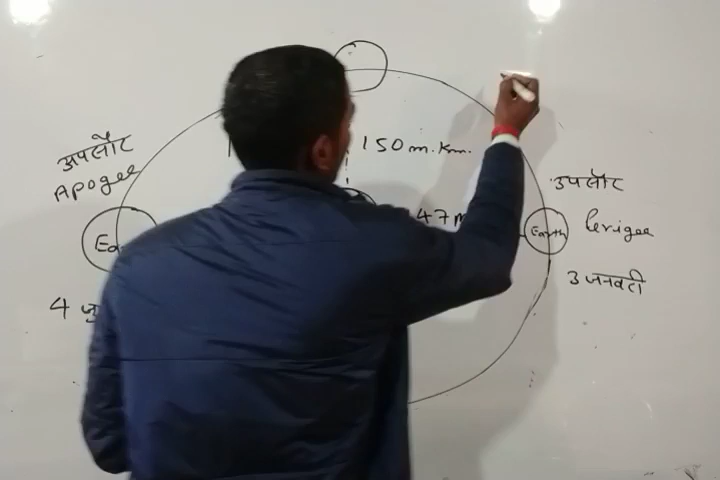 अपसौर
Apogee
150 m.km.
47 m
उपसौर
Perigee
Ea
Earth
4 जु
3 जनवरी